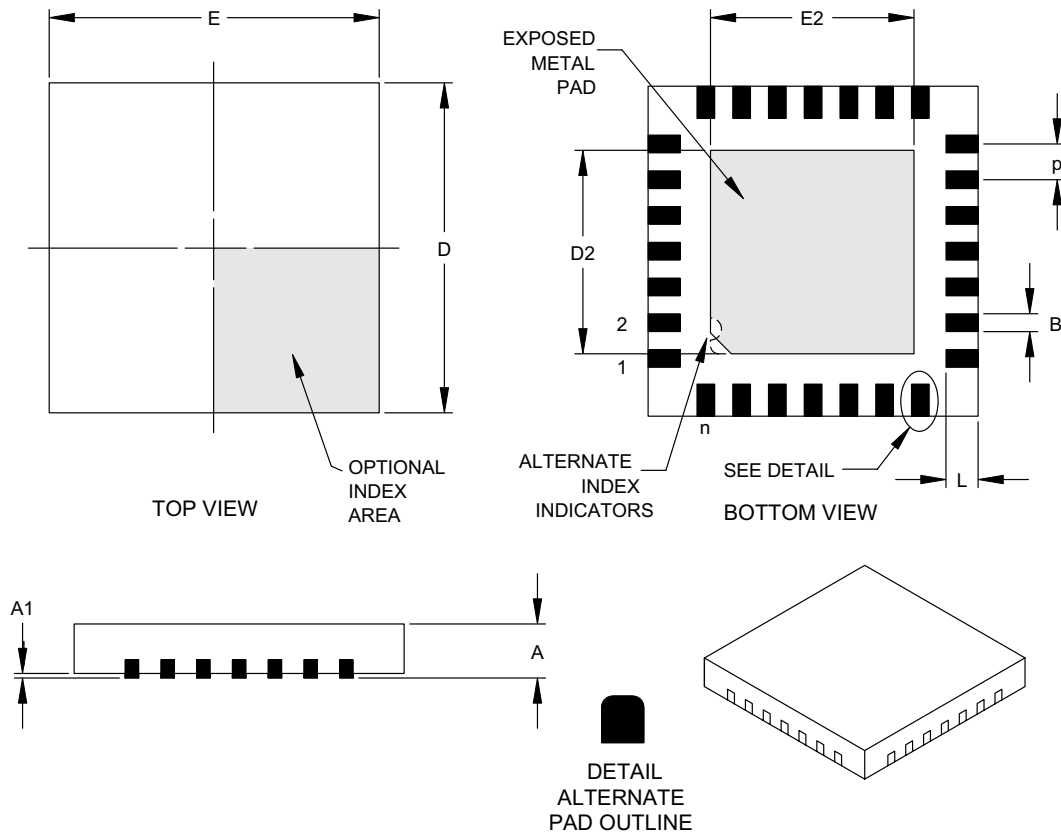 E
D
OPTIONAL
INDEX
AREA
TOP VIEW
EXPOSED
METAL
PAD
E2
D2
p
B
2
1
n
ALTERNATE
INDEX
INDICATORS
SEE DETAIL
L
BOTTOM VIEW
A1
A
DETAIL
ALTERNATE
PAD OUTLINE